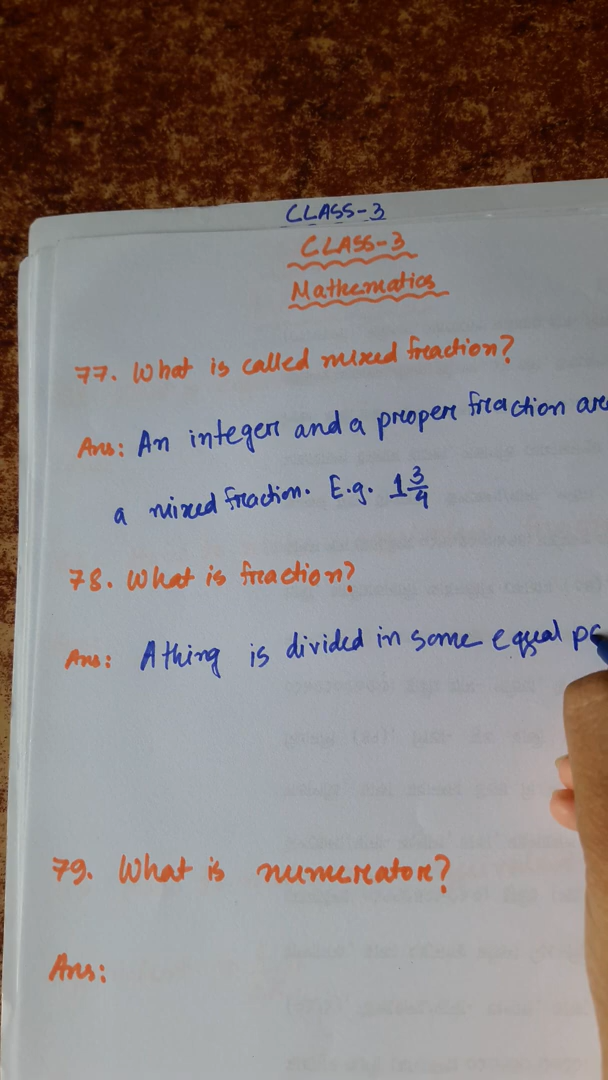 CLASS-3
CLASS-3
Mathematics
77. What is called mixed fraction?
Ans: An integer and a proper fraction are
a mixed fraction. E.g. 1 3/4
78. What is fraction?
Ans: A thing is divided in some equal
79. What is numerator?
Ans: